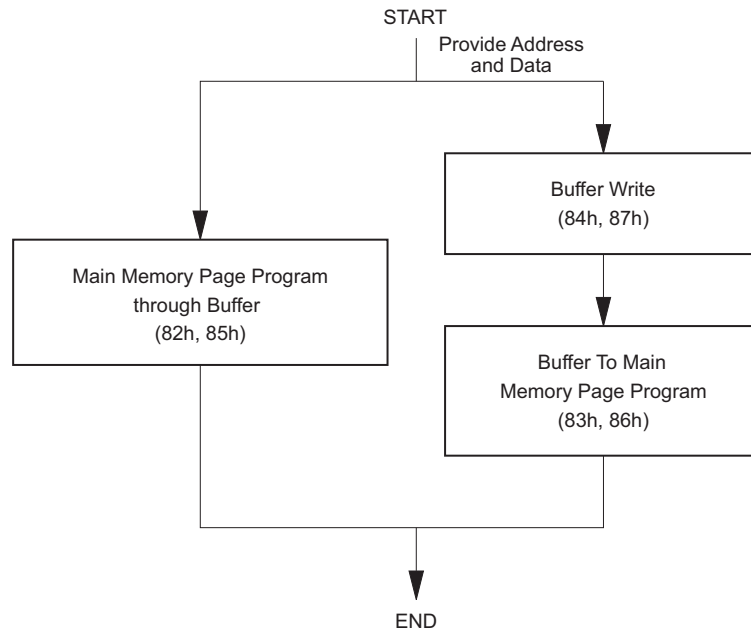 START
Provide Address
and Data
Buffer Write
(84h, 87h)
Main Memory Page Program
through Buffer
(82h, 85h)
Buffer To Main
Memory Page Program
(83h, 86h)
END